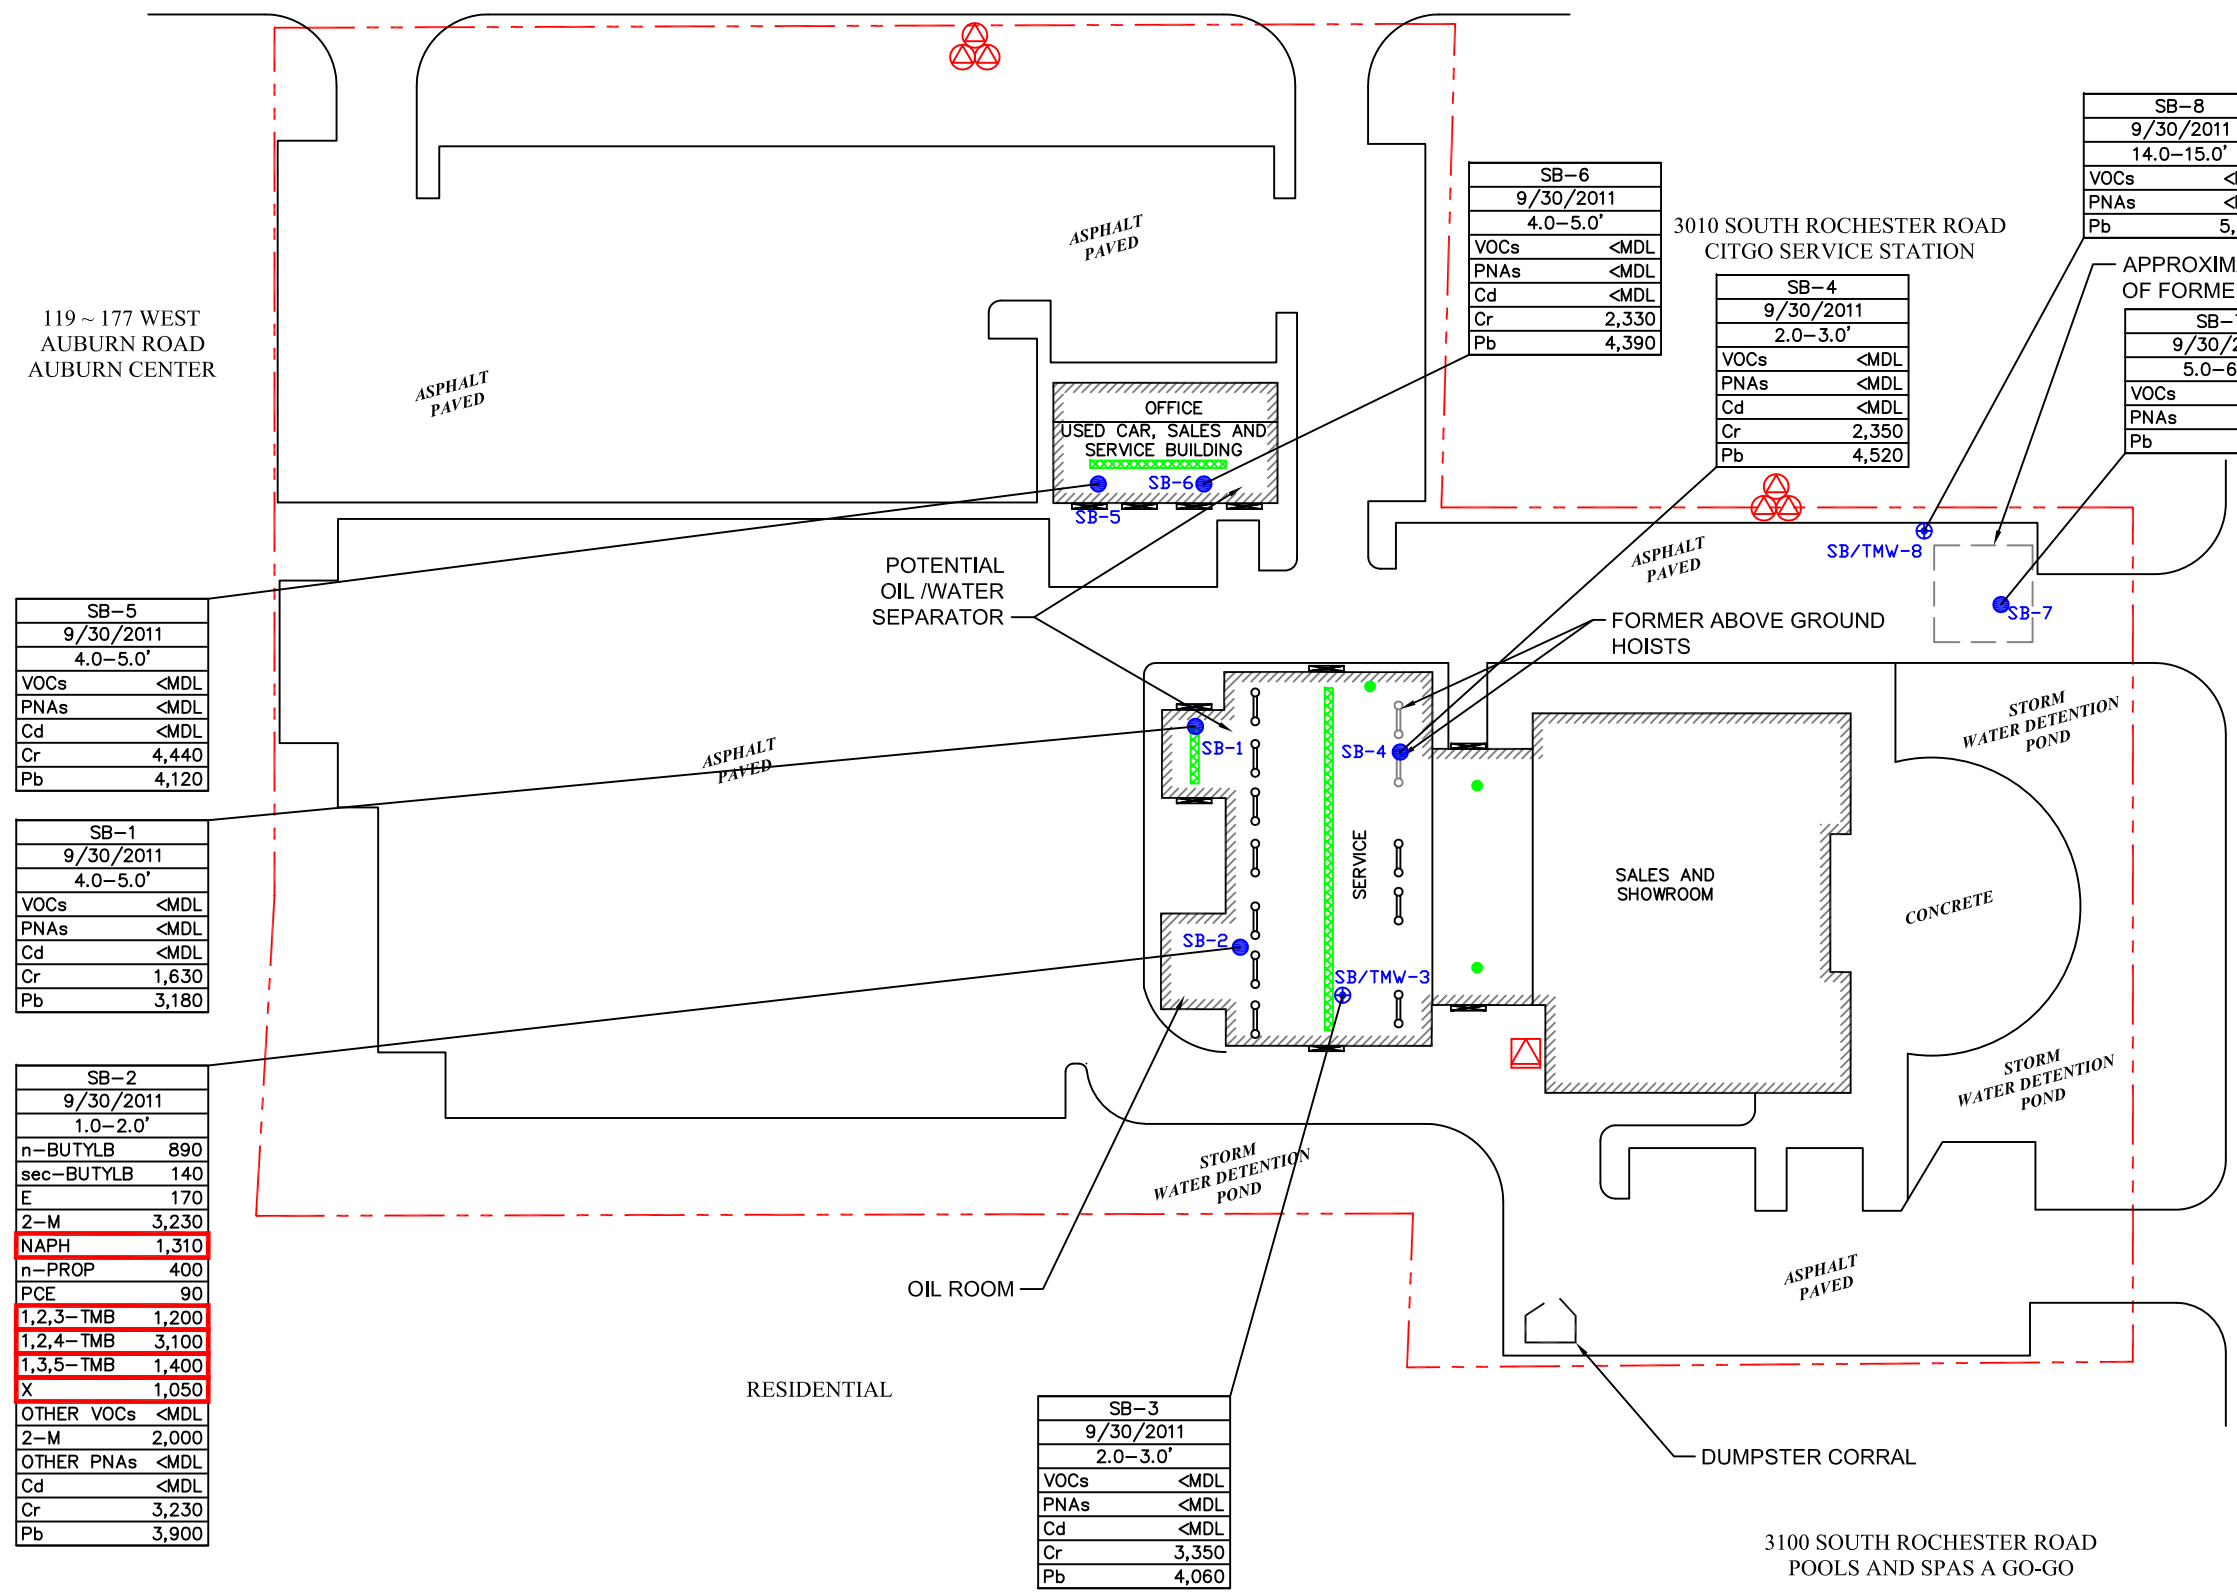 SB-8
9/30/2011
14.0-15.0'
VOCs
PNAs
Pb
SB-6
9/30/2011
4.0-5.0'
VOCs <MDL
PNAs <MDL
Cd <MDL
Cr 2,330
Pb 4,390
3010 SOUTH ROCHESTER ROAD
CITGO SERVICE STATION
SB-4
9/30/2011
2.0-3.0'
VOCs <MDL
PNAs <MDL
Cd <MDL
Cr 2,350
Pb 4,520
OF
VOCs
PNAs
Pb
ASPHALT
PAVED
119 ~ 177 WEST
AUBURN ROAD
AUBURN CENTER
ASPHALT
PAVED
OFFICE
USED CAR, SALES AND
SERVICE BUILDING
SB-6
SB-5
POTENTIAL
OIL /WATER
SEPARATOR
ASPHALT
PAVED
SB/TMW-8
SB-7
FORMER ABOVE GROUND
HOISTS
SB-5
9/30/2011
4.0-5.0'
VOCs <MDL
PNAs <MDL
Cd <MDL
Cr 4,440
Pb 4,120
ASPHALT
PAVED
SB-1
SB-4
STORM
WATER DETENTION
POND
SB-1
9/30/2011
4.0-5.0'
VOCs <MDL
PNAs <MDL
Cd <MDL
Cr 1,630
Pb 3,180
SERVICE
SALES AND
SHOWROOM
CONCRETE
SB-2
SB/TMW-3
STORM
WATER DETENTION
POND
SB-2
9/30/2011
1.0-2.0'
n-BUTYLB 890
sec-BUTYLB 140
E 170
2-M 3,230
NAPH 1,310
n-PROP 400
PCE 90
1,2,3-TMB 1,200
1,2,4-TMB 3,100
1,3,5-TMB 1,400
X 1,050
OTHER VOCs <MDL
2-M 2,000
OTHER PNAs <MDL
Cd <MDL
Cr 3,230
Pb 3,900
STORM
WATER DETENTION
POND
OIL ROOM
ASPHALT
PAVED
RESIDENTIAL
DUMPSTER CORRAL
SB-3
9/30/2011
2.0-3.0'
VOCs <MDL
PNAs <MDL
Cd <MDL
Cr 3,350
Pb 4,060
3100 SOUTH ROCHESTER ROAD
POOLS AND SPAS A GO-GO